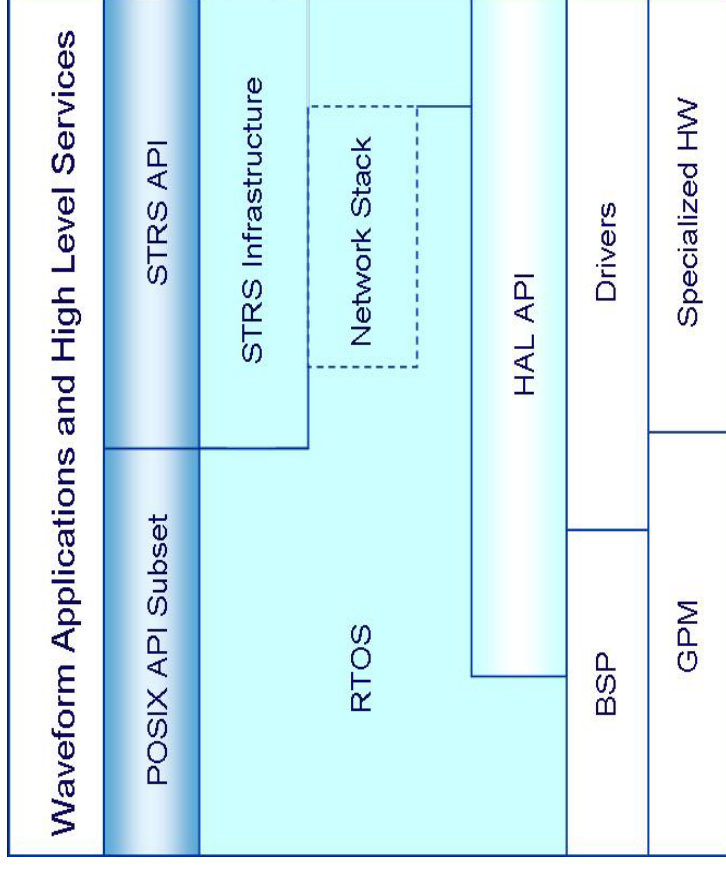 Waveform Applications and High Level Services
POSIX API Subset
STRS API
STRS Infrastructure
RTOS
Network Stack
HAL API
BSP
Drivers
GPM
Specialized HW